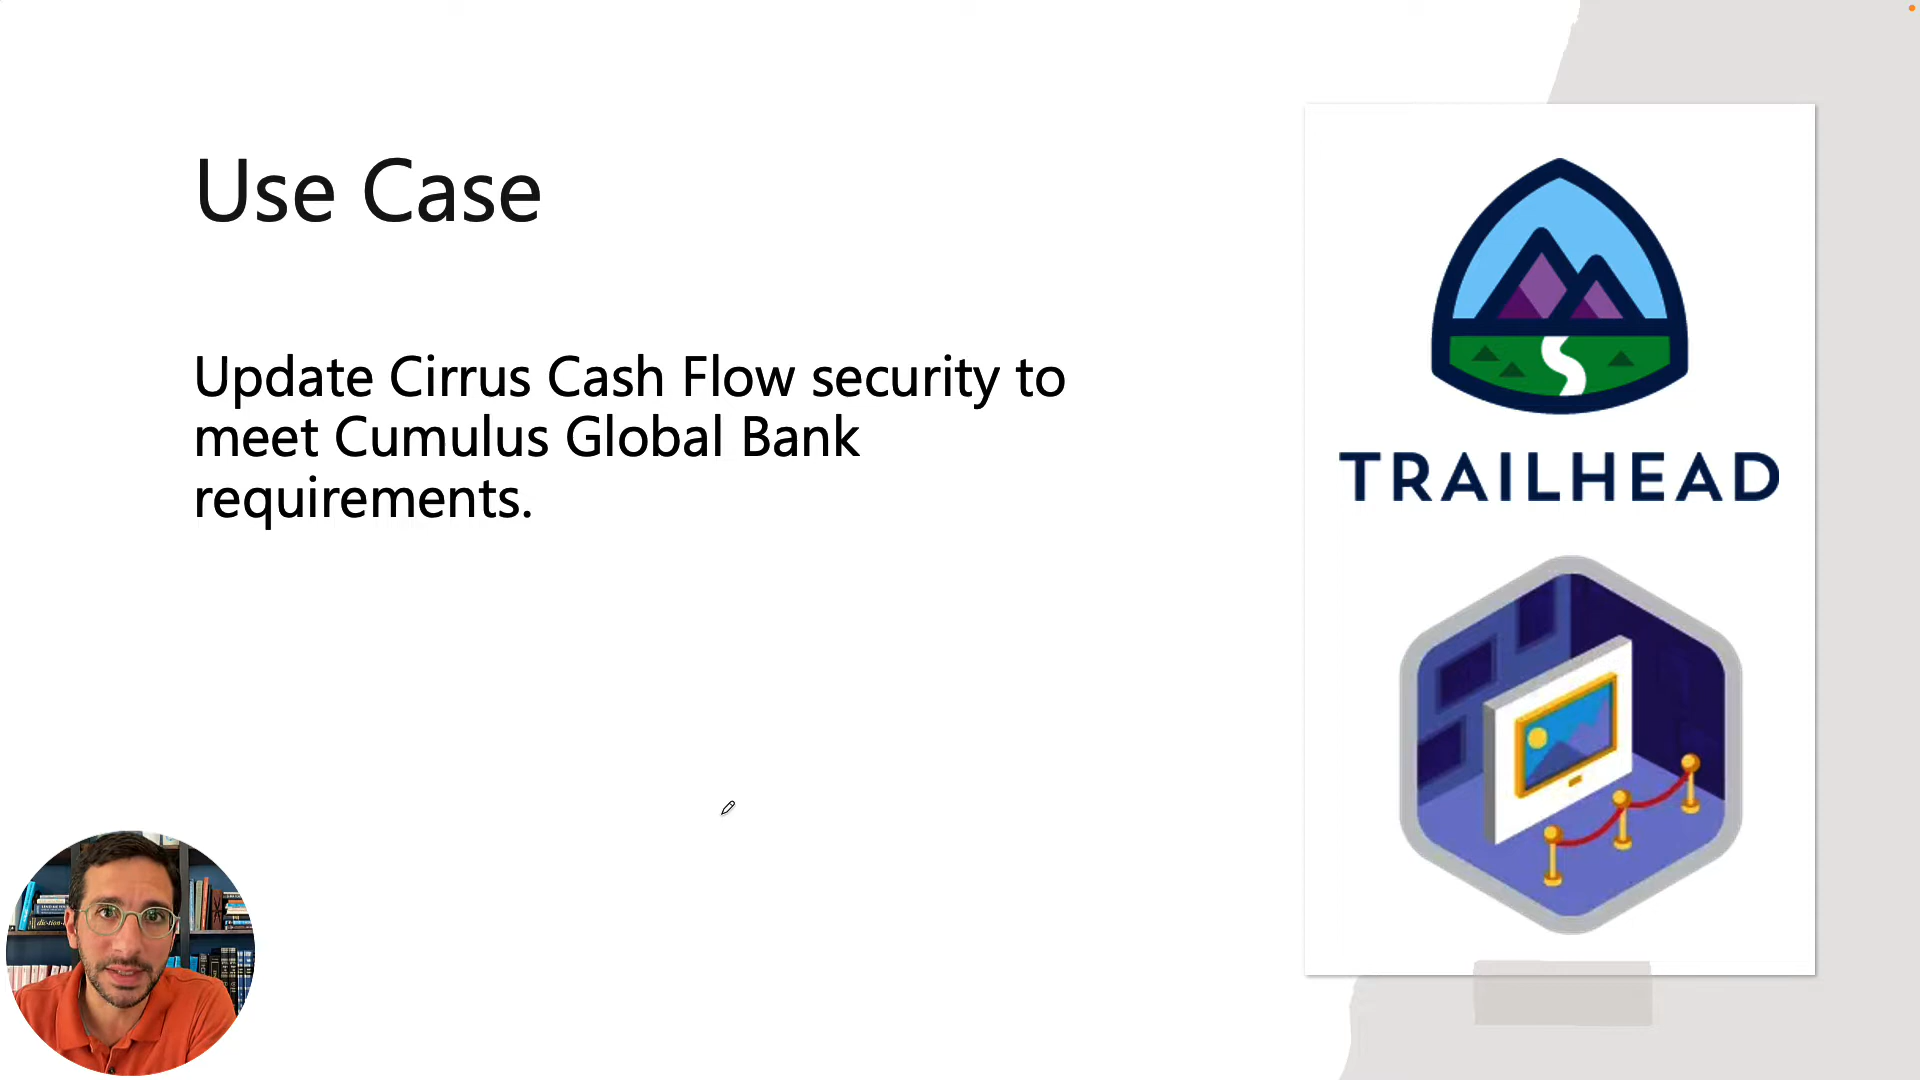 Use Case
Update Cirrus Cash Flow security to
meet Cumulus Global Bank
requirements.
TRAILHEAD